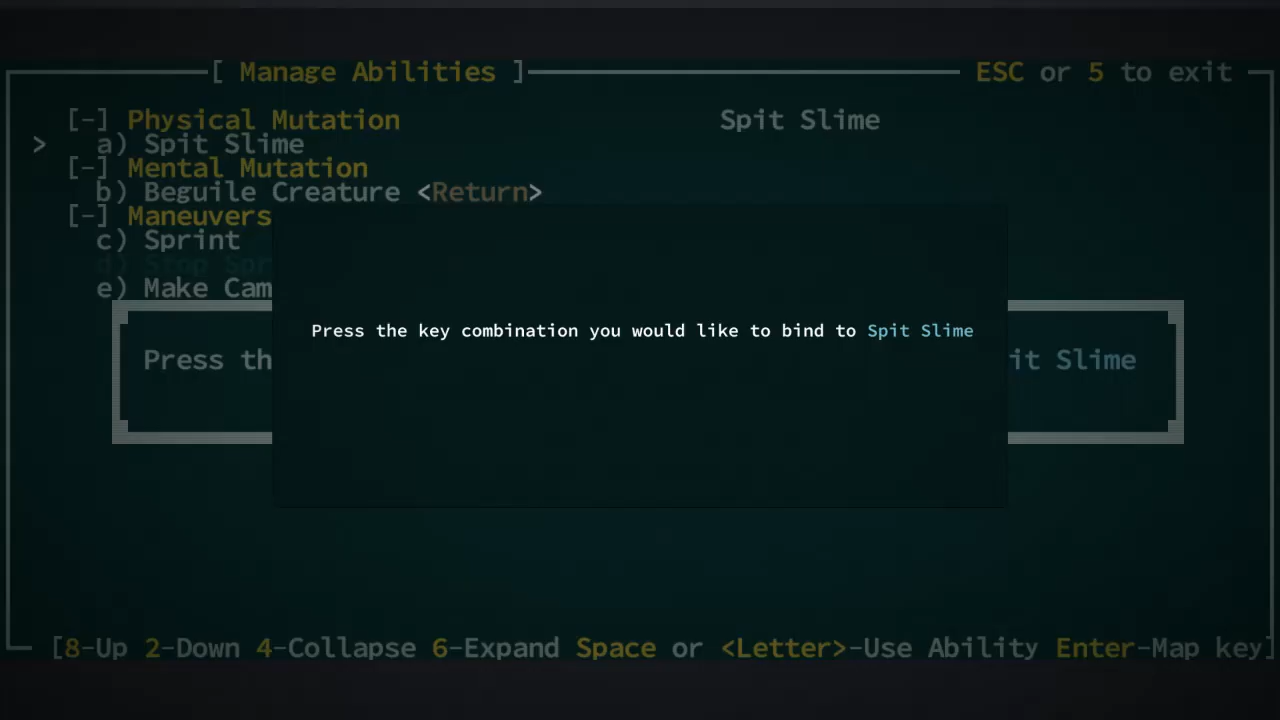 [ Manage Abilities ] ESC or 5 to exit
[-] Physical Mutation Spit Slime
> a) Spit Slime
[-] Mental Mutation
b) Beguile Creature <Return>
[-] Maneuvers
c) Sprint
d) Stop Spr
e) Make Cam
Press the key combination you would like to bind to Spit Slime
Press th it Slime
[8-Up 2-Down 4-Collapse 6-Expand Space or <Letter>-Use Ability Enter-Map key]